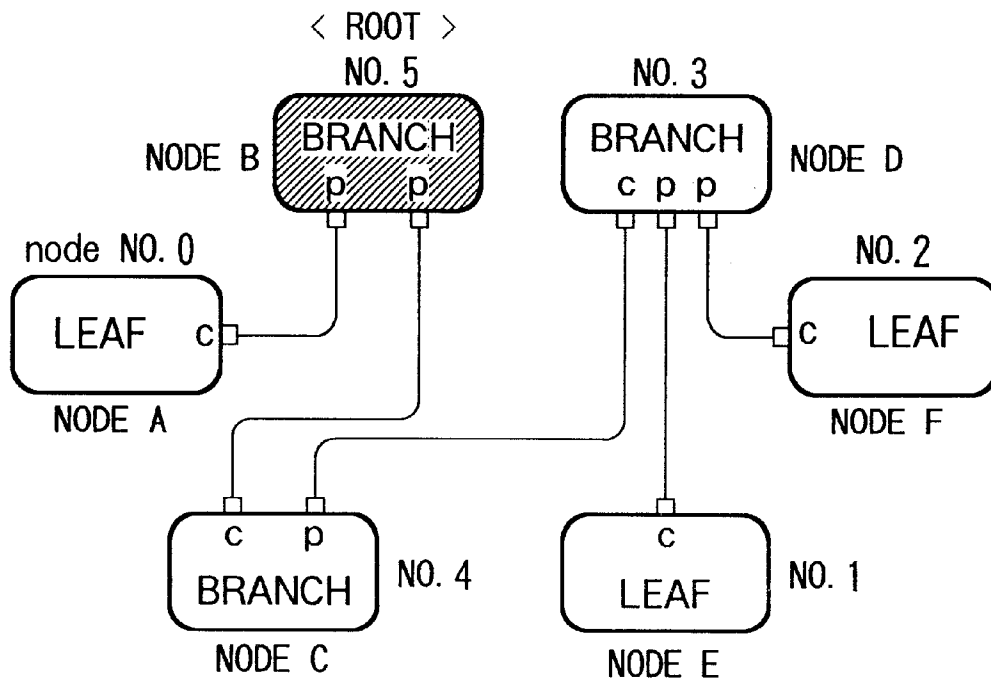 < ROOT >
NO. 5
BRANCH
p p
NODE B
NO. 3
BRANCH
c p p
NODE D
node NO. 0
LEAF c
NODE A
NO. 2
c LEAF
NODE F
c p
BRANCH
NO. 4
NODE C
c
LEAF
NO. 1
NODE E